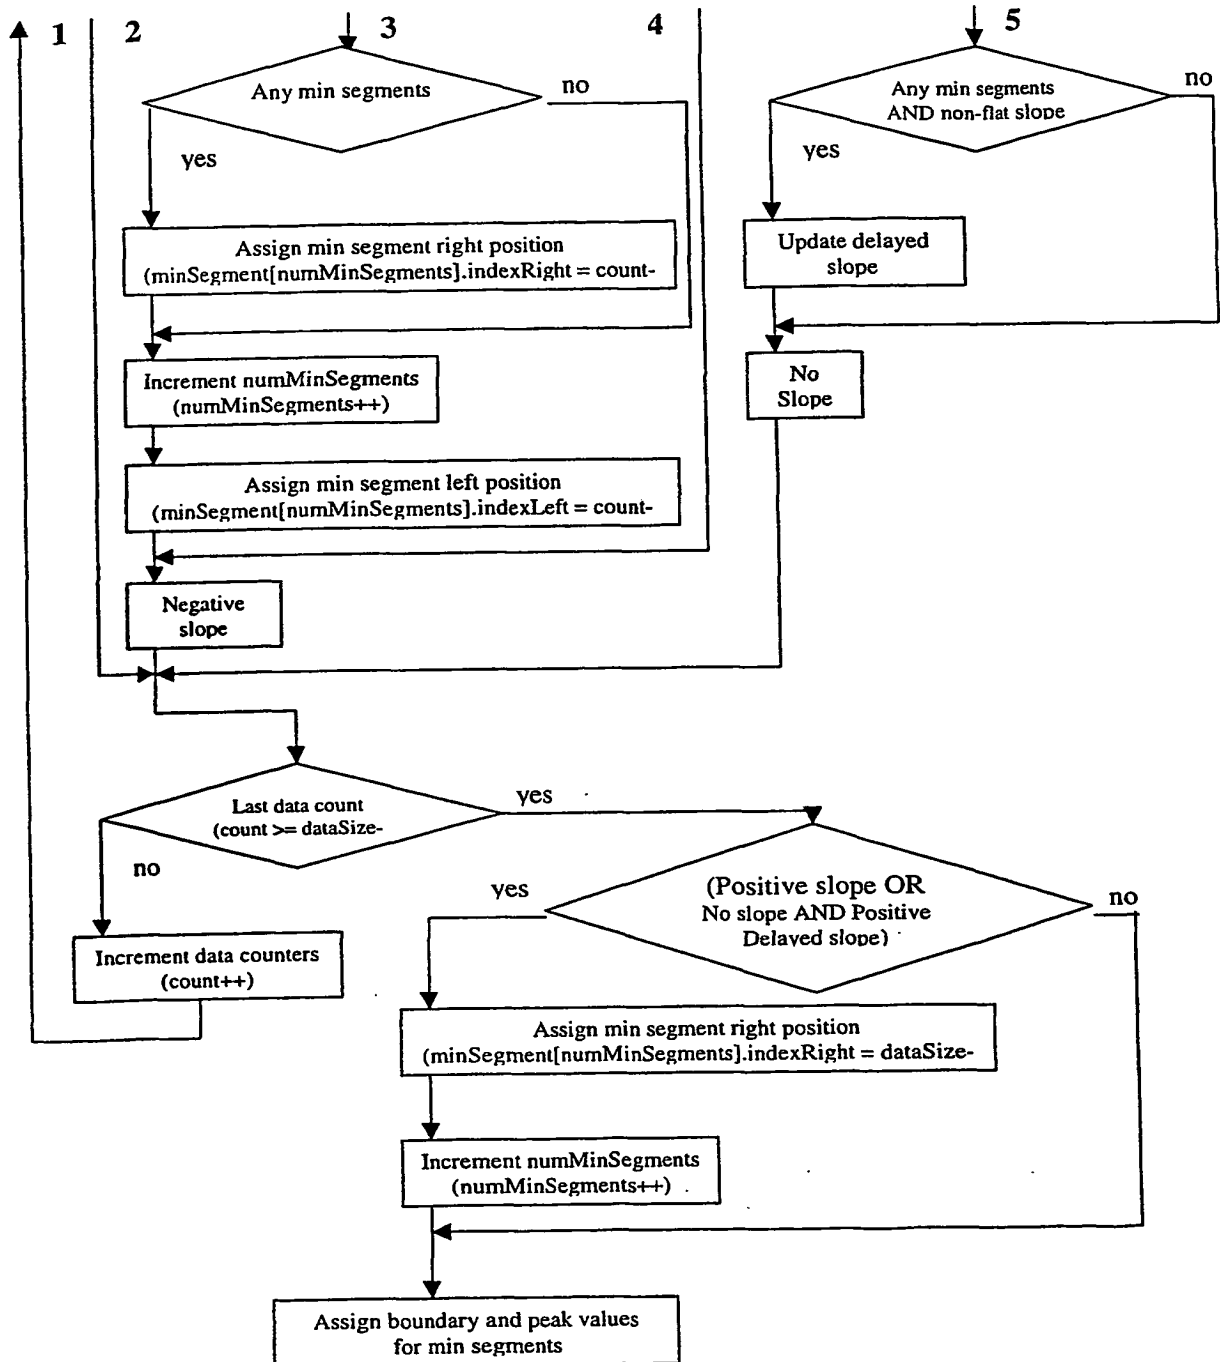 1
2
3
4
5
Any min segments
no
yes
Any min segments
AND non-flat slope
no
yes
Assign min segment right position
(minSegment[numMinSegments].indexRight = count-
Update delayed
slope
Increment numMinSegments
(numMinSegments++)
No
Slope
Assign min segment left position
(minSegment[numMinSegments].indexLeft = count-
Negative
slope
Last data count
(count >= dataSize-
yes
no
(Positive slope OR
No slope AND Positive
Delayed slope)
yes
no
Increment data counters
(count++)
Assign min segment right position
(minSegment[numMinSegments].indexRight = dataSize-
Increment numMinSegments
(numMinSegments++)
Assign boundary and peak values
for min segments